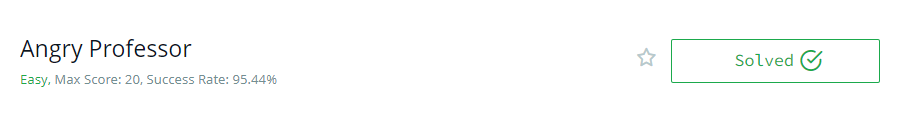 Angry Professor
Solved
Easy, Max Score: 20, Success Rate: 95.44%